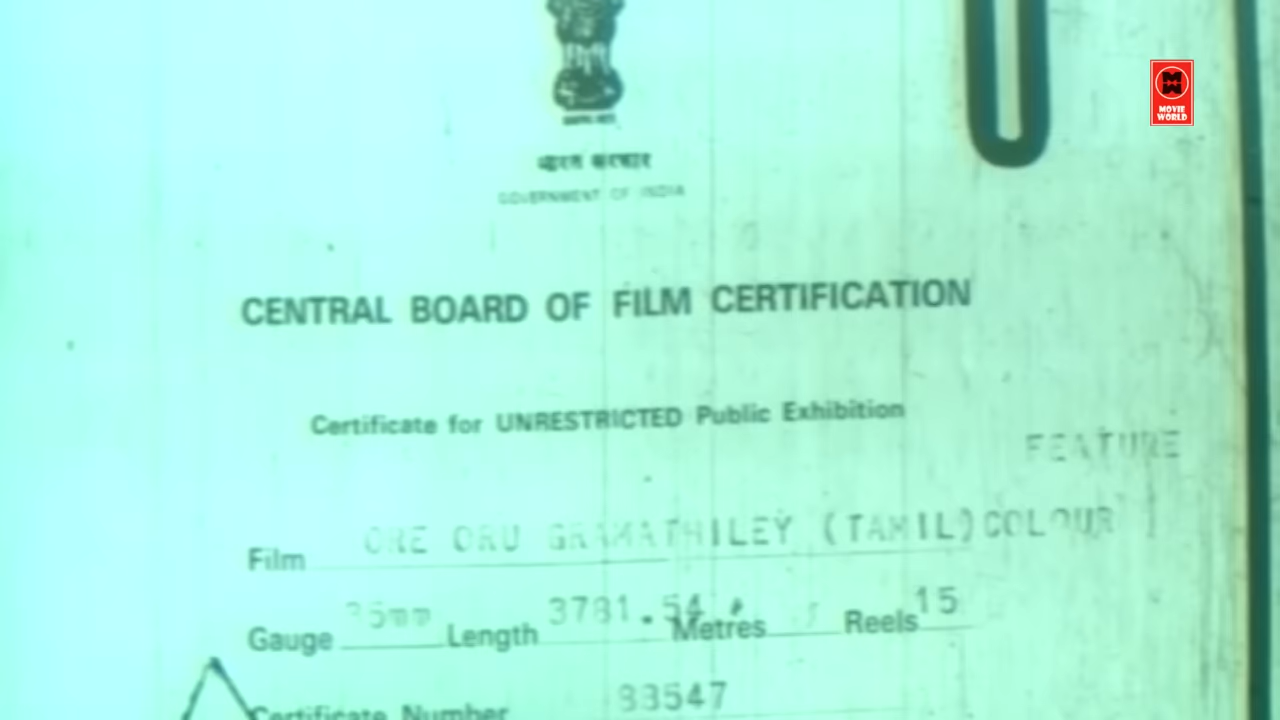 MOVIE
WORLD
भारत सरकार
GOVERNMENT OF INDIA
CENTRAL BOARD OF FILM CERTIFICATION
Certificate for UNRESTRICTED Public Exhibition
FEATURE
Film ORE ORU GRAMATHILEY (TAMIL) COLOUR
Gauge 35mm Length 3781.54 Metres Reels 15
Certificate Number 83547